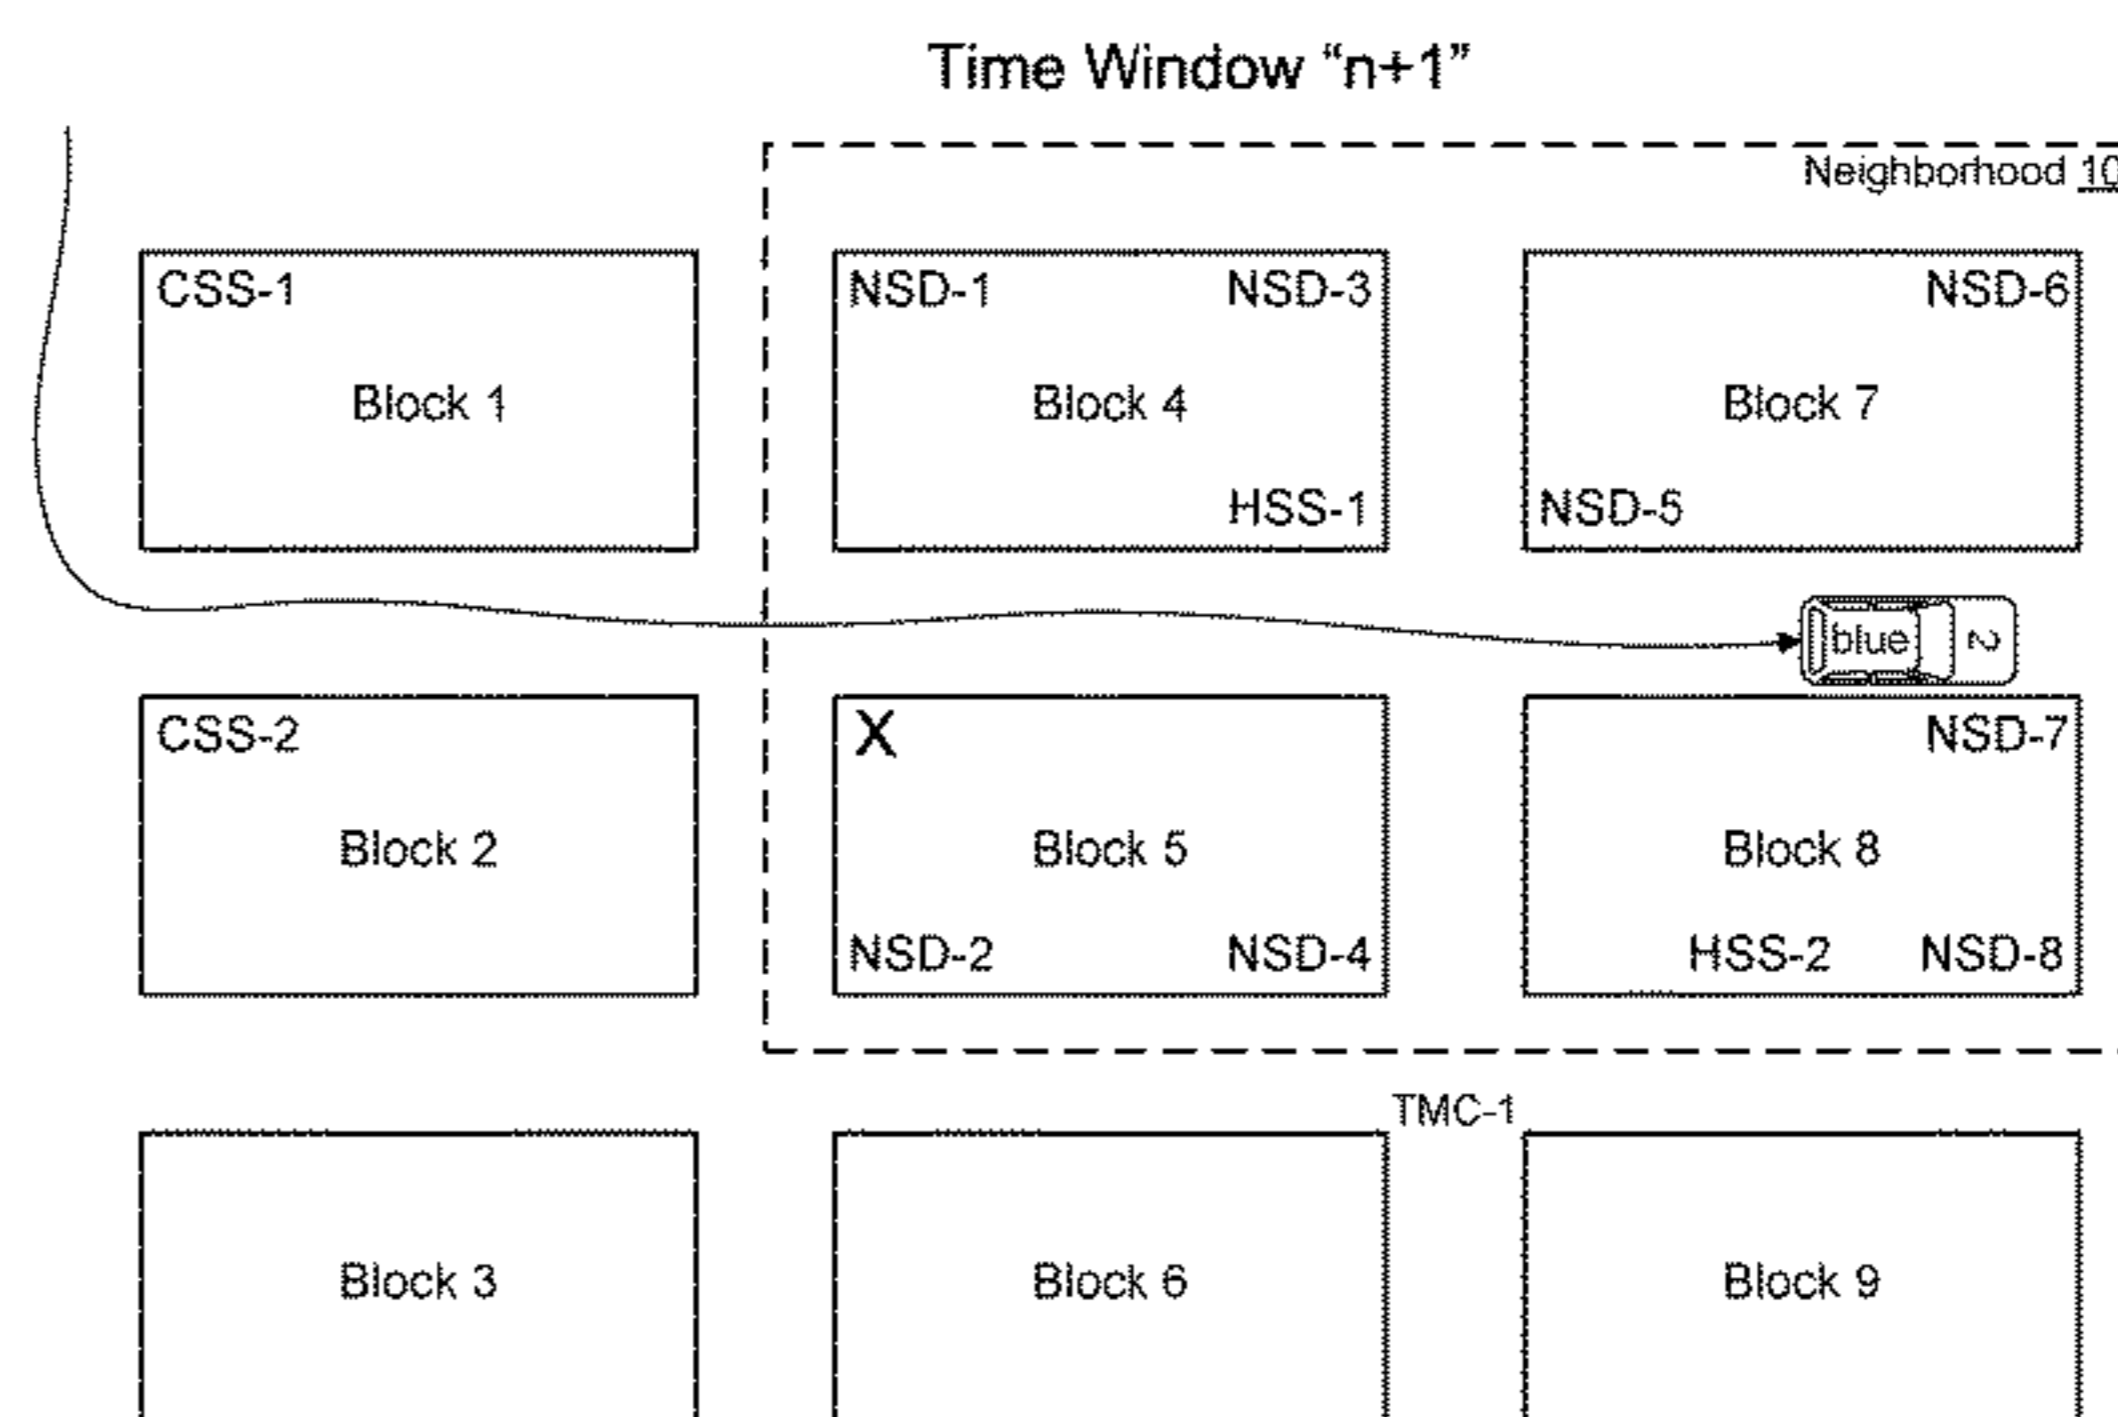 Time Window “n+1”
Neighborhood 10
CSS-1
Block 1
NSD-1 NSD-3
Block 4
HSS-1
NSD-6
Block 7
NSD-5
blue 2
CSS-2
Block 2
X
Block 5
NSD-2 NSD-4
NSD-7
Block 8
HSS-2 NSD-8
TMC-1
Block 3
Block 6
Block 9